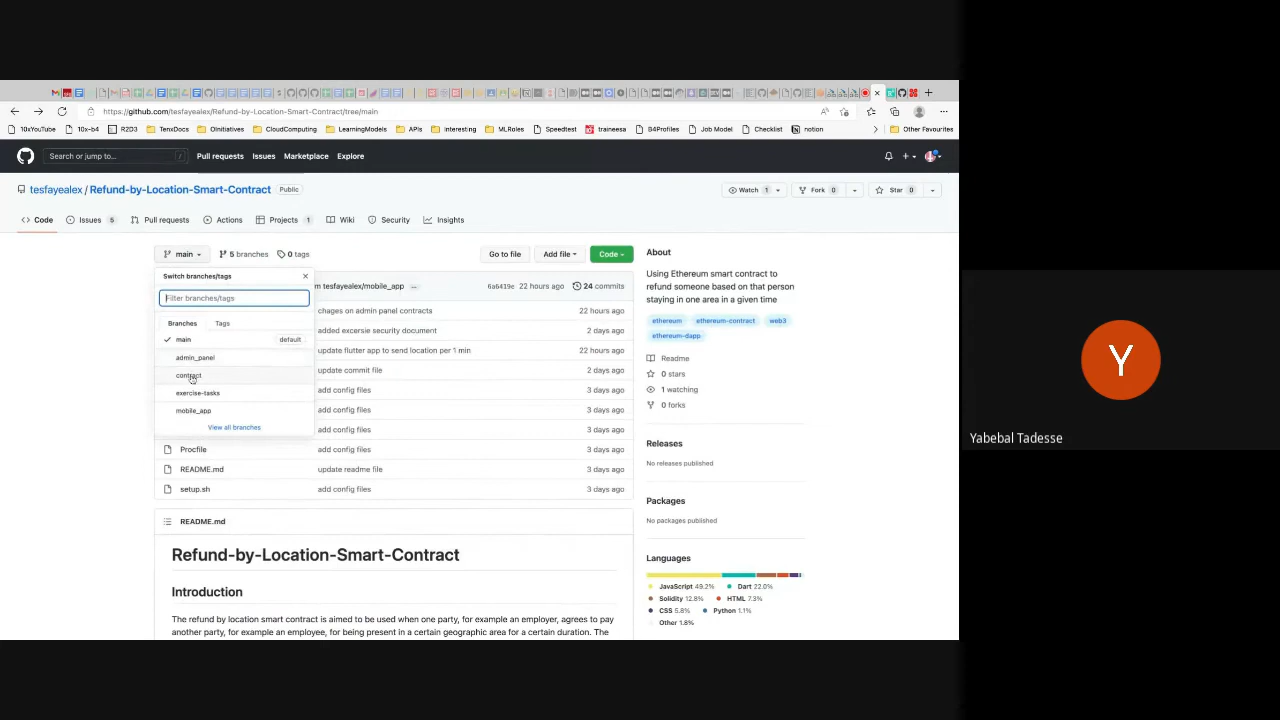 https://github.com/tesfayealex/Refund-by-Location-Smart-Contract/tree/main
10xYouTube 10x-b4 R2D3 TenxDocs OInitiatives CloudComputing LearningModels APIs Interesting MLRoles Speedtest traineesa B4Profiles Job Model Checklist notion Other Favourites
Search or jump to... / Pull requests Issues Marketplace Explore
tesfayealex / Refund-by-Location-Smart-Contract Public
Watch 1 Fork 0 Star 0
Code Issues 5 Pull requests Actions Projects 1 Wiki Security Insights
main 5 branches 0 tags Go to file Add file Code
Switch branches/tags
Filter branches/tags
Branches Tags
main default
admin_panel
contract
exercise-tasks
mobile_app
View all branches
m tesfayealex/mobile_app ... 6a6419e 22 hours ago 24 commits
chages on admin panel contracts 22 hours ago
added excersie security document 2 days ago
update flutter app to send location per 1 min 22 hours ago
update commit file 2 days ago
add config files 3 days ago
add config files 3 days ago
add config files 3 days ago
Procfile add config files 3 days ago
README.md update readme file 3 days ago
setup.sh add config files 3 days ago
README.md
Refund-by-Location-Smart-Contract
Introduction
The refund by location smart contract is aimed to be used when one party, for example an employer, agrees to pay
another party, for example an employee, for being present in a certain geographic area for a certain duration. The
About
Using Ethereum smart contract to
refund someone based on that person
staying in one area in a given time
ethereum ethereum-contract web3
ethereum-dapp
Readme
0 stars
1 watching
0 forks
Releases
No releases published
Packages
No packages published
Languages
JavaScript 49.2% Dart 22.0%
Solidity 12.8% HTML 7.3%
CSS 5.8% Python 1.1%
Other 1.8%
Y
Yabebal Tadesse